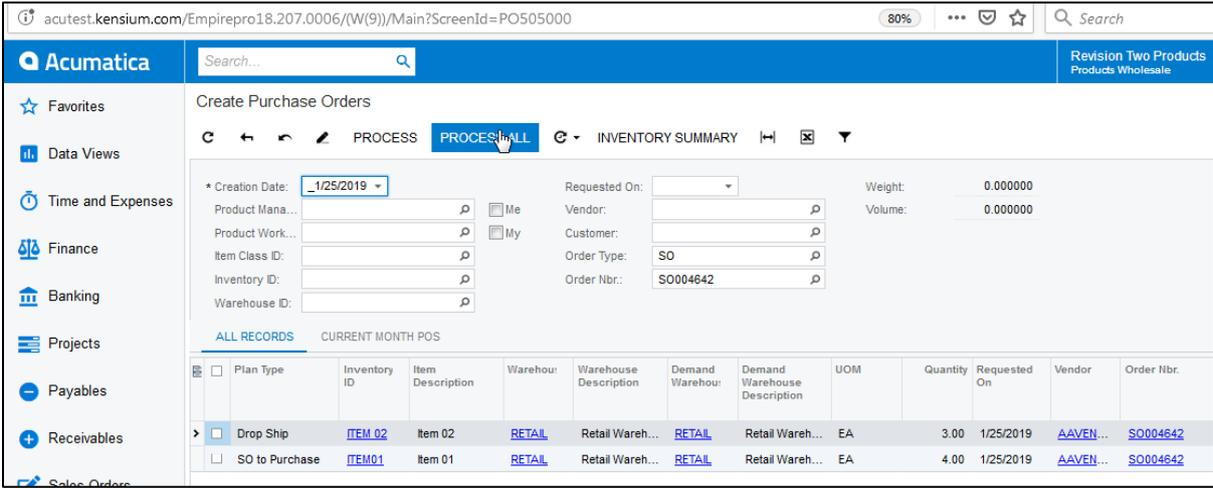 acutest.kensium.com/Empirepro18.207.0006/(W(9))/Main?ScreenId=PO505000 80% ... Search
Acumatica Search... Revision Two Products
Products Wholesale
Favorites Create Purchase Orders
PROCESS PROCESS ALL INVENTORY SUMMARY
Data Views
* Creation Date: _1/25/2019 Requested On: Weight: 0.000000
Time and Expenses Product Mana... Me Vendor: Volume: 0.000000
Product Work... My Customer:
Finance Item Class ID: Order Type: SO
Inventory ID: Order Nbr.: SO004642
Banking Warehouse ID:
Projects ALL RECORDS CURRENT MONTH POS
Plan Type Inventory ID Item Description Warehou Warehouse Description Demand Warehou Demand Warehouse Description UOM Quantity Requested On Vendor Order Nbr.
Payables
Receivables Drop Ship ITEM 02 Item 02 RETAIL Retail Wareh... RETAIL Retail Wareh... EA 3.00 1/25/2019 AAVEN... SO004642
SO to Purchase ITEM01 Item 01 RETAIL Retail Wareh... RETAIL Retail Wareh... EA 4.00 1/25/2019 AAVEN... SO004642
Sales Orders